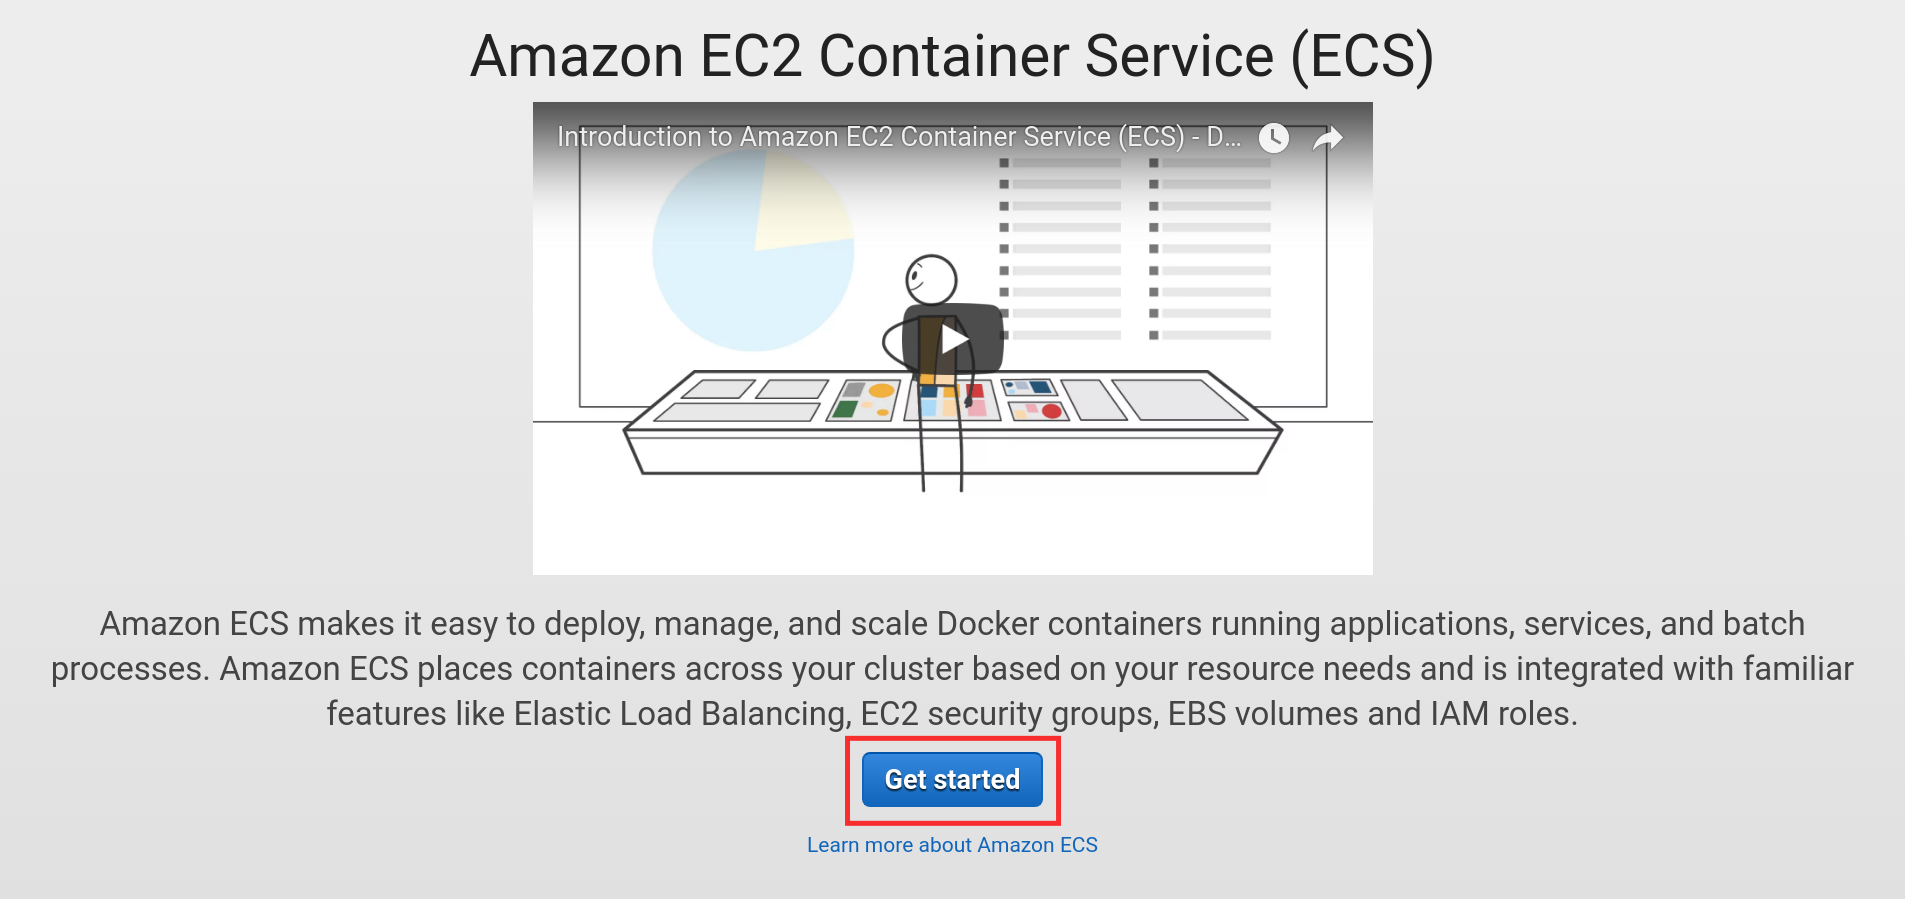 Amazon EC2 Container Service (ECS)
Introduction to Amazon EC2 Container Service (ECS) - D...
Amazon ECS makes it easy to deploy, manage, and scale Docker containers running applications, services, and batch
processes. Amazon ECS places containers across your cluster based on your resource needs and is integrated with familiar
features like Elastic Load Balancing, EC2 security groups, EBS volumes and IAM roles.
Get started
Learn more about Amazon ECS